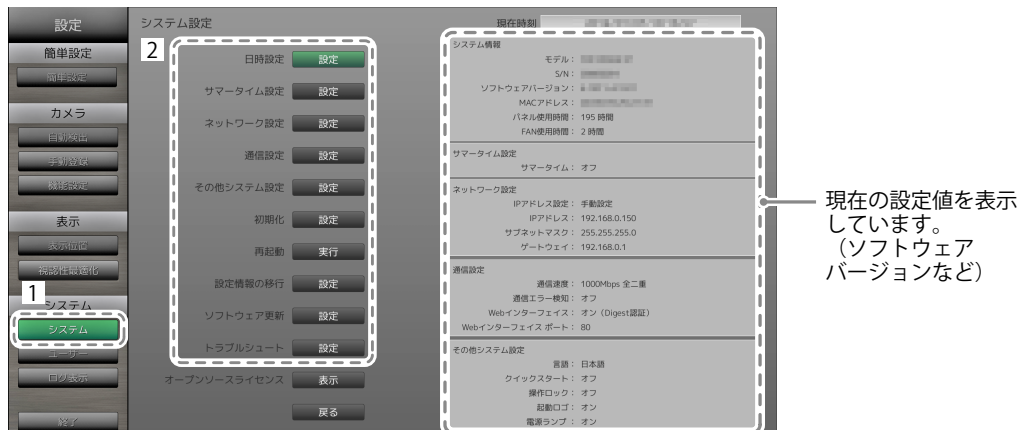 設定
簡単設定
簡単設定
カメラ
自動検出
手動登録
機能設定
表示
表示位置
視認性最適化
1
システム
システム
ユーザー
ログ表示
終了
システム設定
現在時刻
2
日時設定 設定
サマータイム設定 設定
ネットワーク設定 設定
通信設定 設定
その他システム設定 設定
初期化 設定
再起動 実行
設定情報の移行 設定
ソフトウェア更新 設定
トラブルシュート 設定
オープンソースライセンス 表示
戻る
システム情報
モデル：
S/N：
ソフトウェアバージョン：
MACアドレス：
パネル使用時間： 195 時間
FAN使用時間： 2 時間
サマータイム設定
サマータイム： オフ
ネットワーク設定
IPアドレス設定： 手動設定
IPアドレス： 192.168.0.150
サブネットマスク： 255.255.255.0
ゲートウェイ： 192.168.0.1
通信設定
通信速度： 1000Mbps 全二重
通信エラー検知： オフ
Webインターフェイス： オン（Digest認証）
Webインターフェイス ポート： 80
その他システム設定
言語： 日本語
クイックスタート： オフ
操作ロック： オフ
起動ロゴ： オン
電源ランプ ： オン
現在の設定値を表示
しています。
（ソフトウェア
バージョンなど）